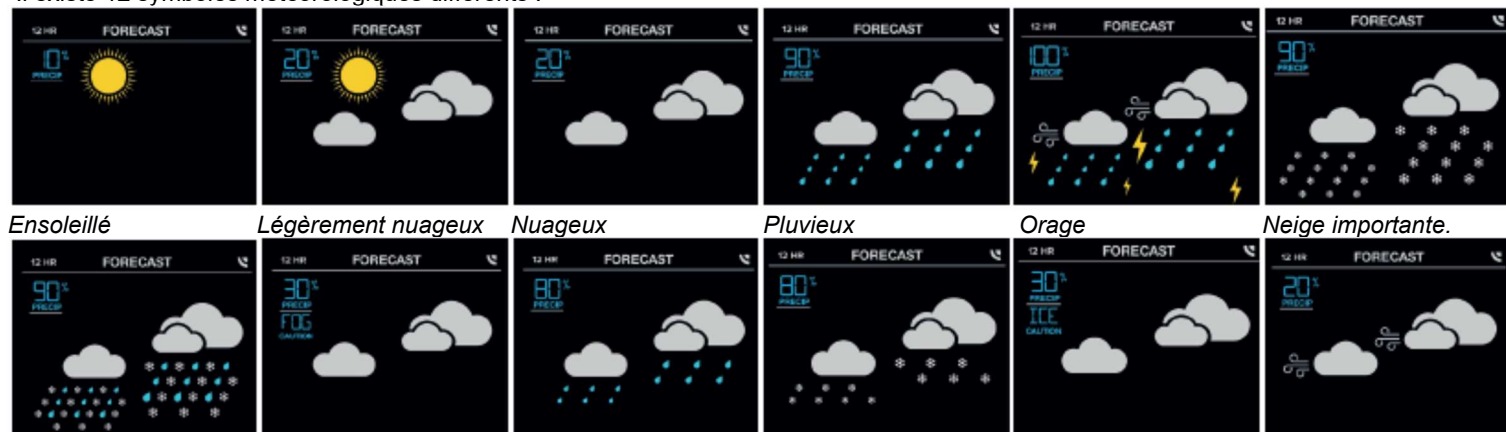 Il existe 12 symboles météorologiques différents :
12 HR FORECAST
10% PRECIP
12 HR FORECAST
20% PRECIP
12 HR FORECAST
20% PRECIP
12 HR FORECAST
90% PRECIP
12 HR FORECAST
100% PRECIP
12 HR FORECAST
90% PRECIP
Ensoleillé Légèrement nuageux Nuageux Pluvieux Orage Neige importante.
12 HR FORECAST
90% PRECIP
12 HR FORECAST
30% PRECIP
FOG
CAUTION
12 HR FORECAST
80% PRECIP
12 HR FORECAST
80% PRECIP
12 HR FORECAST
30% PRECIP
ICE
CAUTION
12 HR FORECAST
20% PRECIP